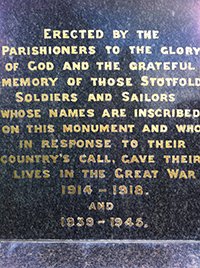 ERECTED BY THE
PARISHIONERS TO THE GLORY
OF GOD AND THE GRATEFUL
MEMORY OF THOSE STOTFOLD
SOLDIERS AND SAILORS
WHOSE NAMES ARE INSCRIBED
ON THIS MONUMENT AND WHO
IN RESPONSE TO THEIR
COUNTRY'S CALL, GAVE THEIR
LIVES IN THE GREAT WAR
1914 - 1918.
AND
1939 - 1945.